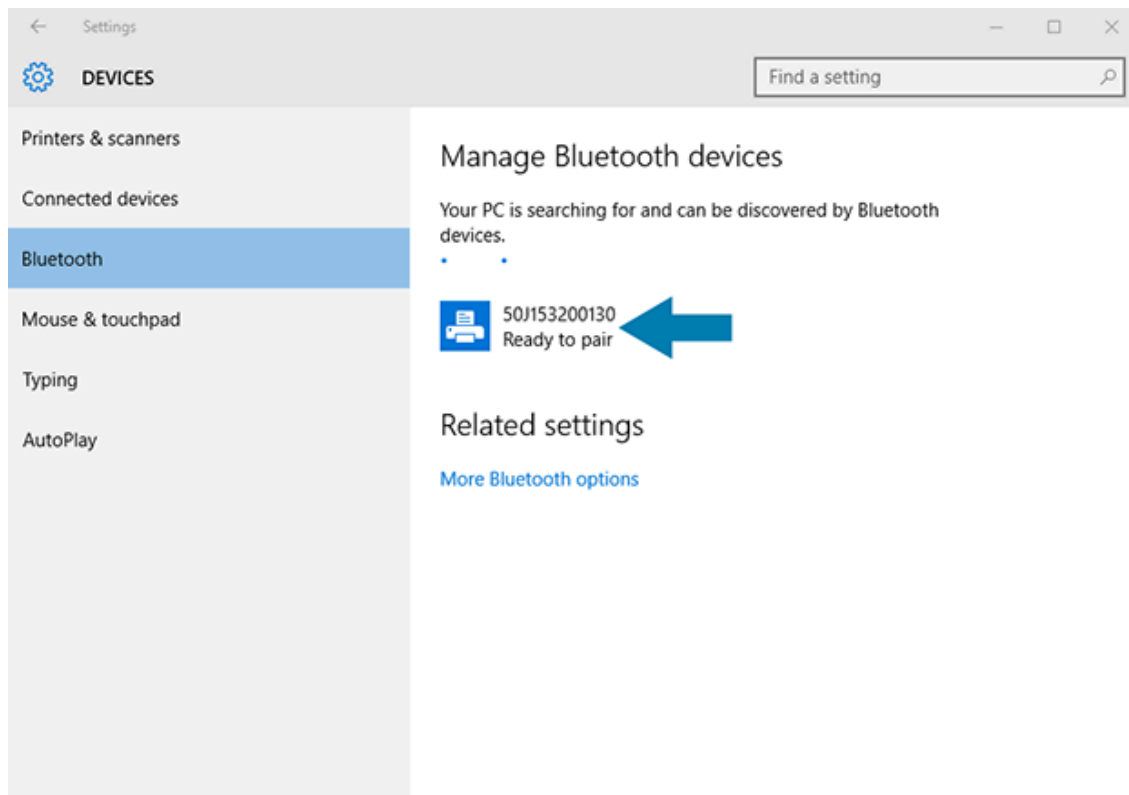 Settings
DEVICES
Find a setting
Printers & scanners
Connected devices
Bluetooth
Mouse & touchpad
Typing
AutoPlay
Manage Bluetooth devices
Your PC is searching for and can be discovered by Bluetooth
devices.
50J153200130
Ready to pair
Related settings
More Bluetooth options